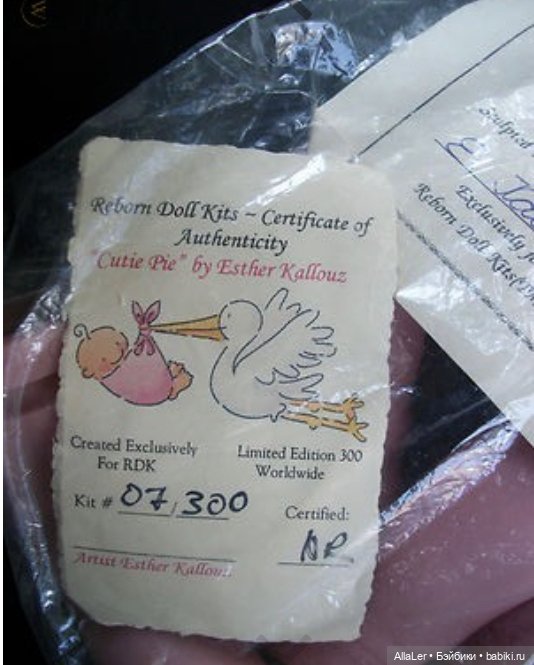 Reborn Doll Kits ~ Certificate of
Authenticity
"Cutie Pie" by Esther Kallouz
Created Exclusively
For RDK
Limited Edition 300
Worldwide
Kit # 07/300
Certified:
Artist Esther Kallouz
Sculpted
Exclusively
Reborn Doll Kits
AllaLer • Бэйбики • babiki.ru